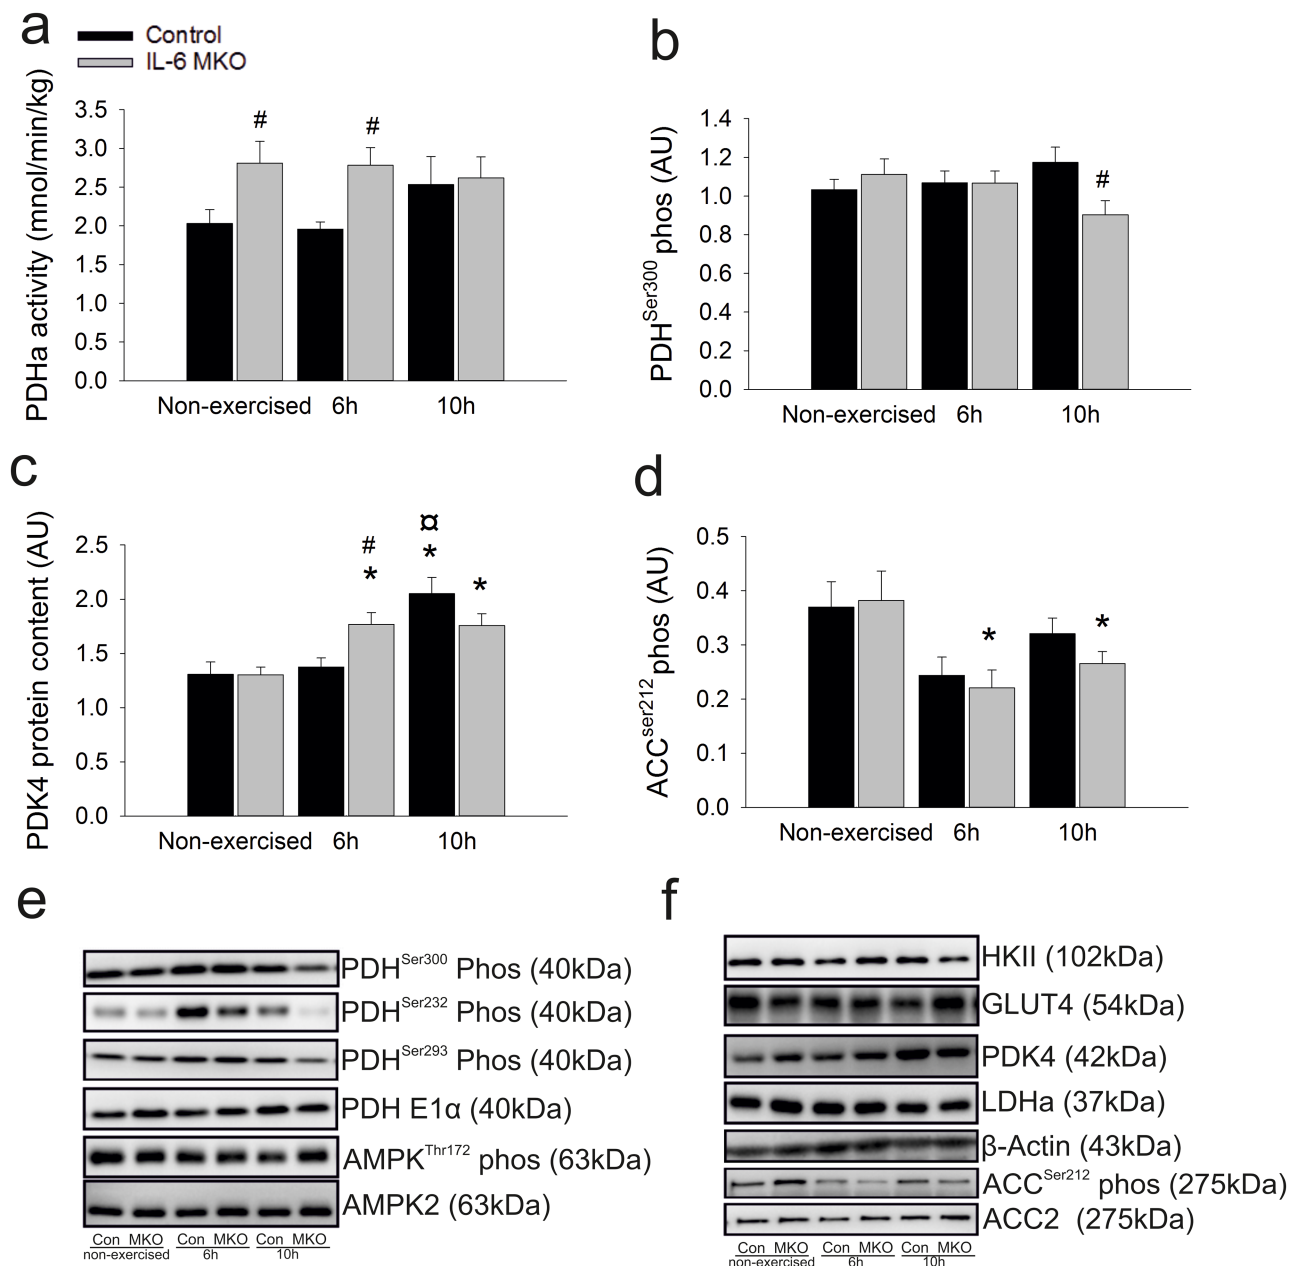 a
Control
IL-6 MKO
PDHa activity (mnol/min/kg)
3.5
3.0
2.5
2.0
1.5
1.0
0.5
0.0
# #
Non-exercised 6h 10h
b
PDHSer300 phos (AU)
1.4
1.2
1.0
0.8
0.6
0.4
0.2
0.0
#
Non-exercised 6h 10h
c
PDK4 protein content (AU)
2.5
2.0
1.5
1.0
0.5
0.0
¤
# *
* *
Non-exercised 6h 10h
d
ACCser212 phos (AU)
0.5
0.4
0.3
0.2
0.1
0.0
* *
Non-exercised 6h 10h
e
PDHSer300 Phos (40kDa)
PDHSer232 Phos (40kDa)
PDHSer293 Phos (40kDa)
PDH E1α (40kDa)
AMPKThr172 phos (63kDa)
AMPK2 (63kDa)
Con MKO Con MKO Con MKO
non-exercised 6h 10h
f
HKII (102kDa)
GLUT4 (54kDa)
PDK4 (42kDa)
LDHa (37kDa)
β-Actin (43kDa)
ACCSer212 phos (275kDa)
ACC2 (275kDa)
Con MKO Con MKO Con MKO
non-exercised 6h 10h